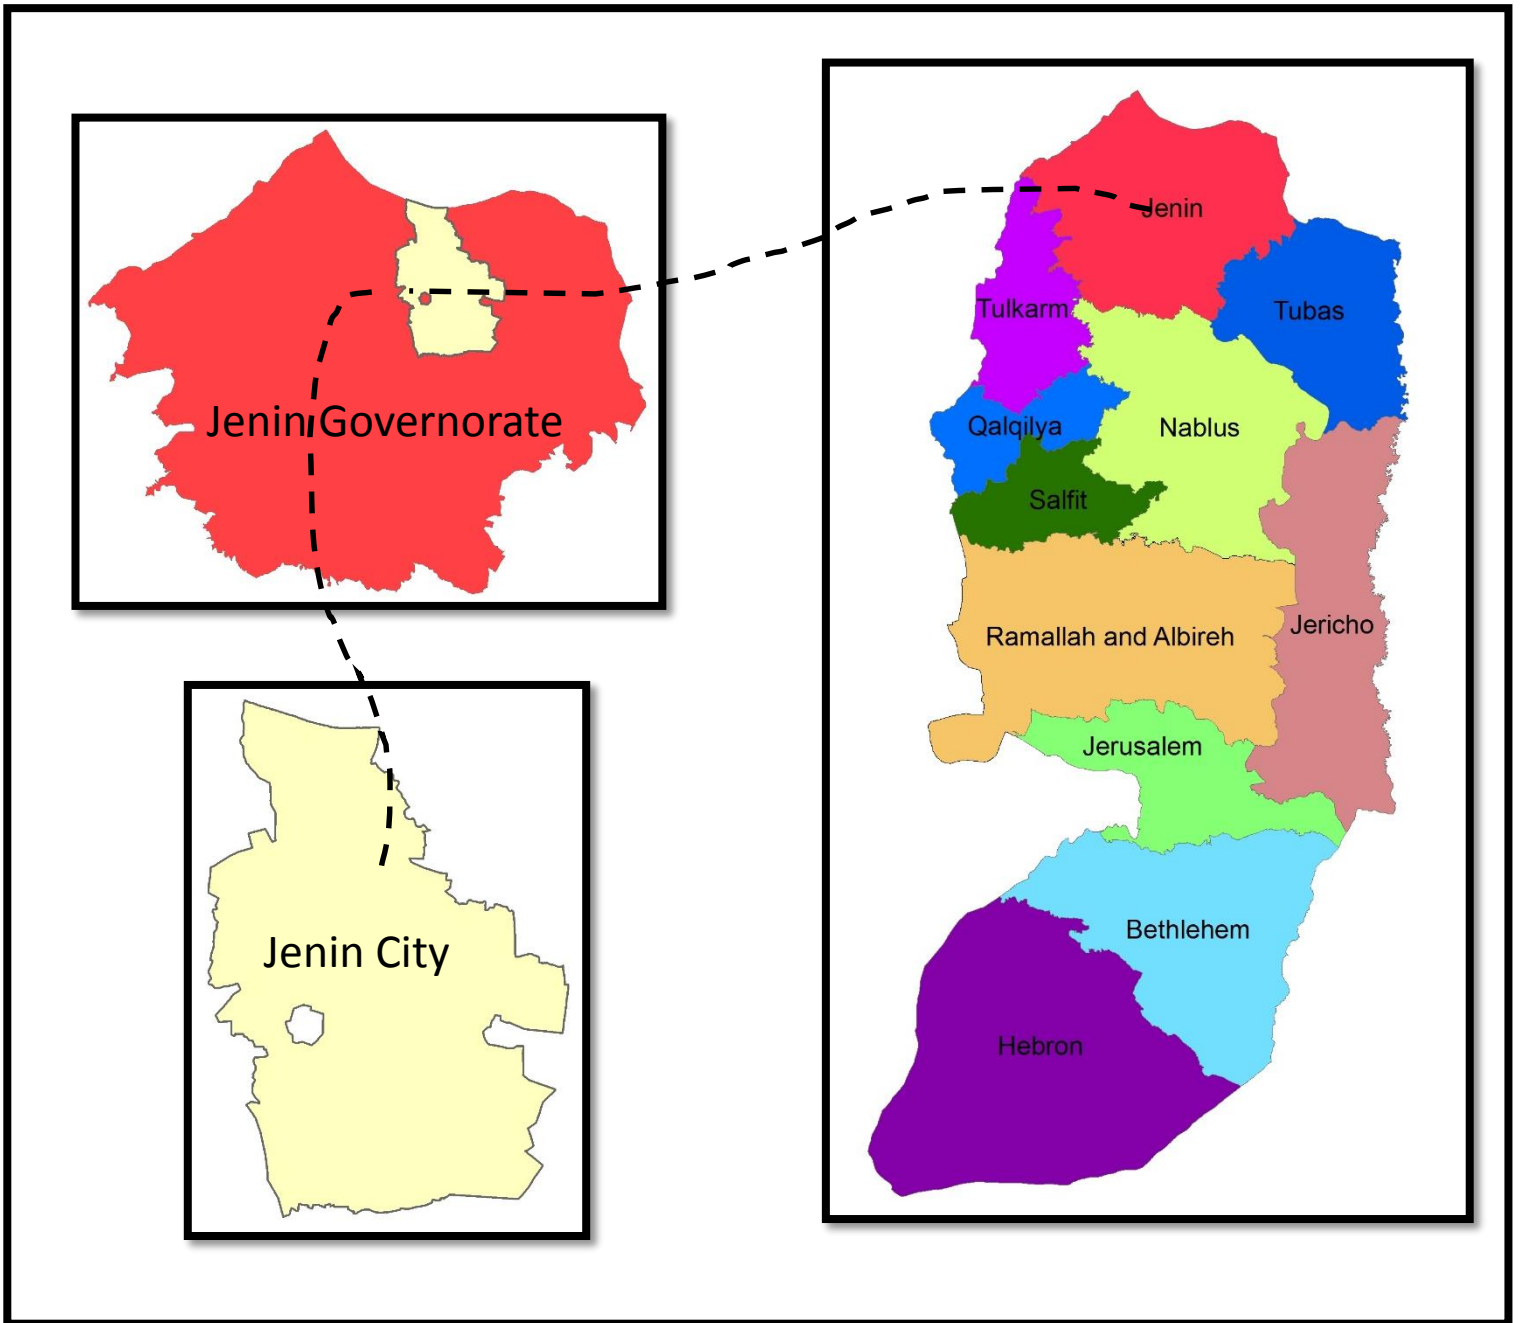 Jenin Governorate
Jenin City
Jenin
Tulkarm
Tubas
Qalqilya
Nablus
Salfit
Ramallah and Albireh
Jericho
Jerusalem
Bethlehem
Hebron